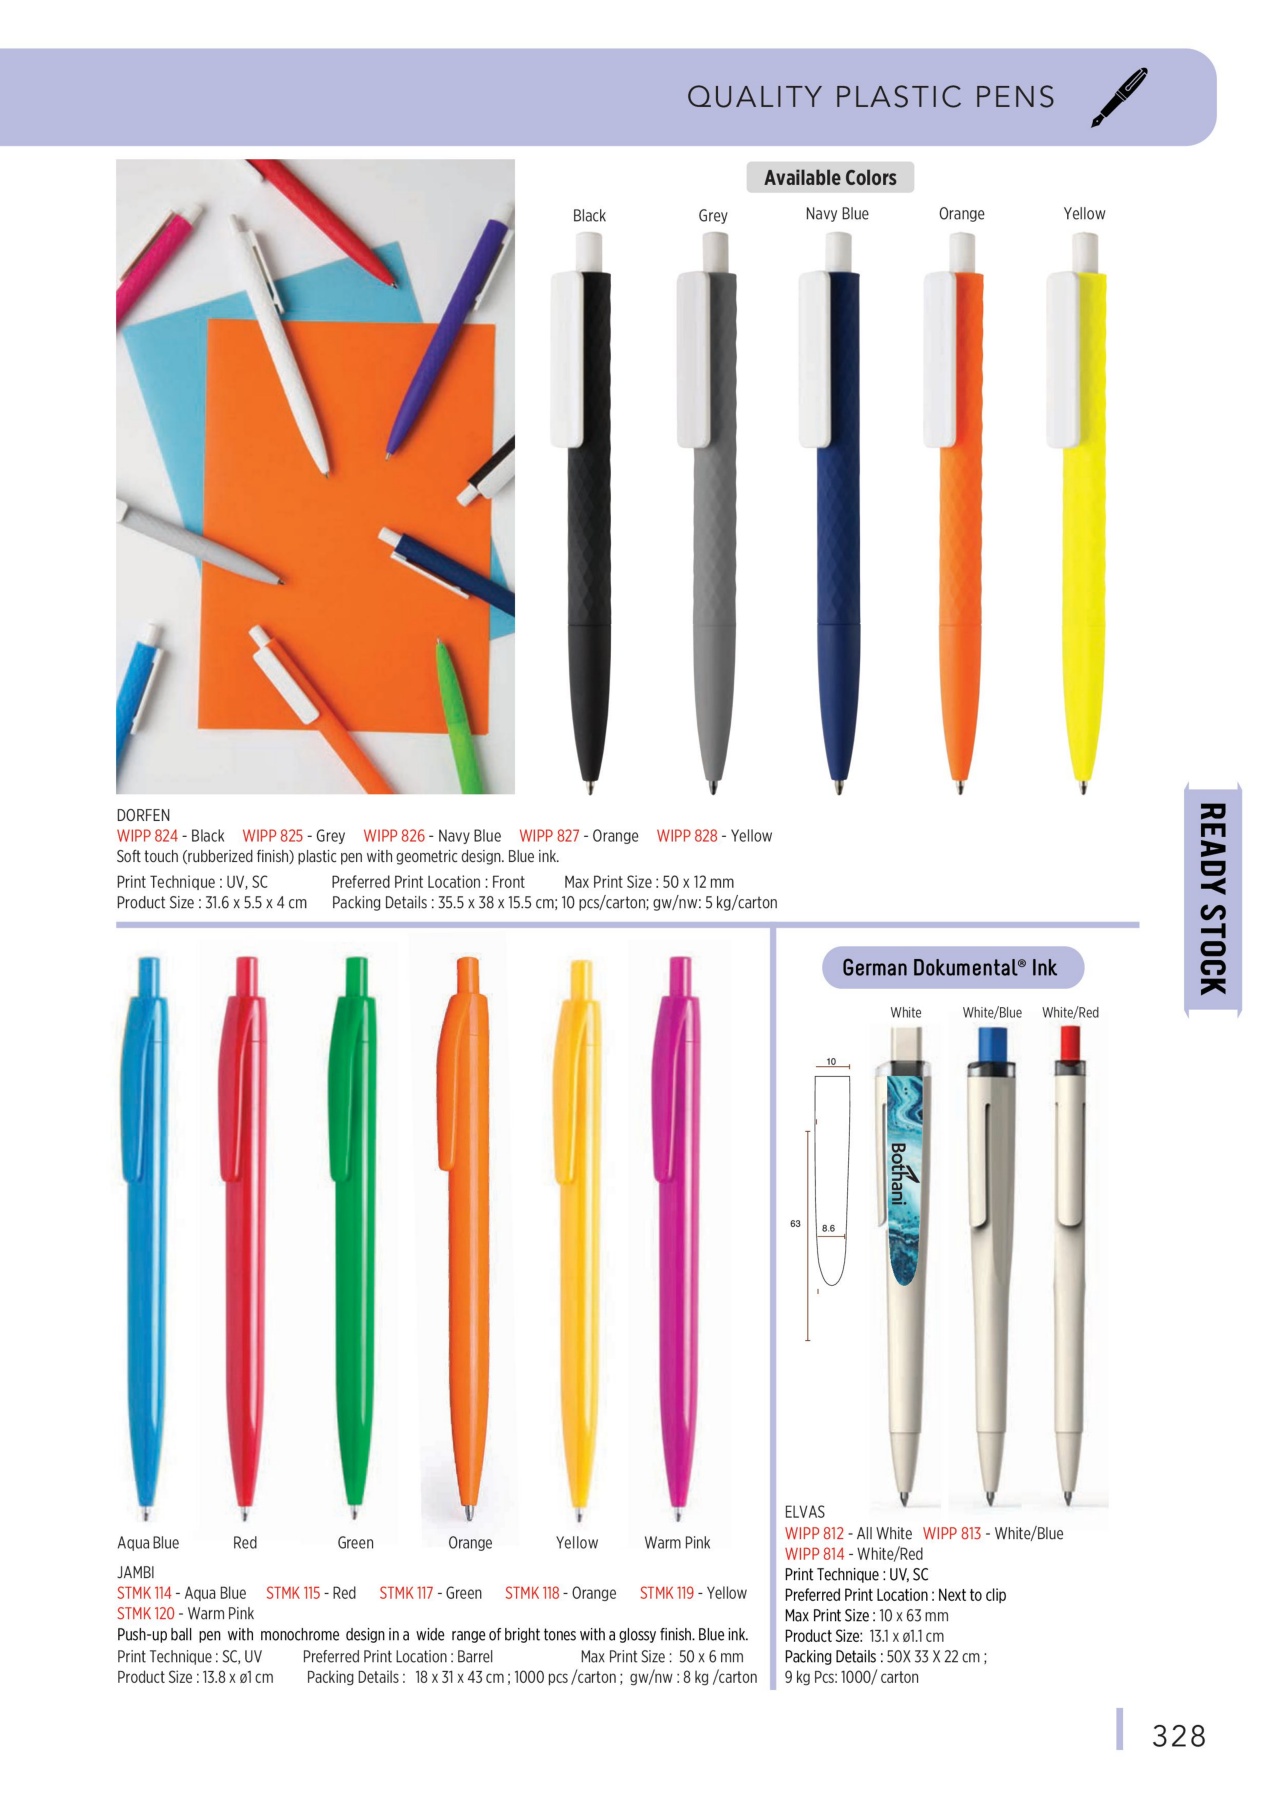 QUALITY PLASTIC PENS
Available Colors
Black Grey Navy Blue Orange Yellow
DORFEN
WIPP 824 - Black WIPP 825 - Grey WIPP 826 - Navy Blue WIPP 827 - Orange WIPP 828 - Yellow
Soft touch (rubberized finish) plastic pen with geometric design. Blue ink.
Print Technique : UV, SC Preferred Print Location : Front Max Print Size : 50 x 12 mm
Product Size : 31.6 x 5.5 x 4 cm Packing Details : 35.5 x 38 x 15.5 cm; 10 pcs/carton; gw/nw: 5 kg/carton
READY STOCK
Aqua Blue Red Green Orange Yellow Warm Pink
JAMBI
STMK 114 - Aqua Blue STMK 115 - Red STMK 117 - Green STMK 118 - Orange STMK 119 - Yellow
STMK 120 - Warm Pink
Push-up ball pen with monochrome design in a wide range of bright tones with a glossy finish. Blue ink.
Print Technique : SC, UV Preferred Print Location : Barrel Max Print Size : 50 x 6 mm
Product Size : 13.8 x ø1 cm Packing Details : 18 x 31 x 43 cm ; 1000 pcs /carton ; gw/nw : 8 kg /carton
German Dokumental® Ink
White White/Blue White/Red
10
63
8.6
Bothani
ELVAS
WIPP 812 - All White WIPP 813 - White/Blue
WIPP 814 - White/Red
Print Technique : UV, SC
Preferred Print Location : Next to clip
Max Print Size : 10 x 63 mm
Product Size: 13.1 x ø1.1 cm
Packing Details : 50X 33 X 22 cm ;
9 kg Pcs: 1000/ carton
328